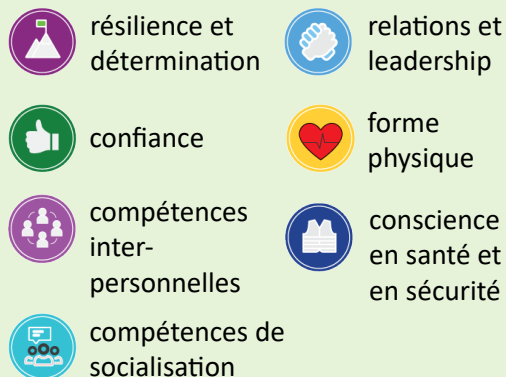 résilience et
détermination
confiance
compétences
inter-
personnelles
compétences de
socialisation
relations et
leadership
forme
physique
conscience
en santé et
en sécurité